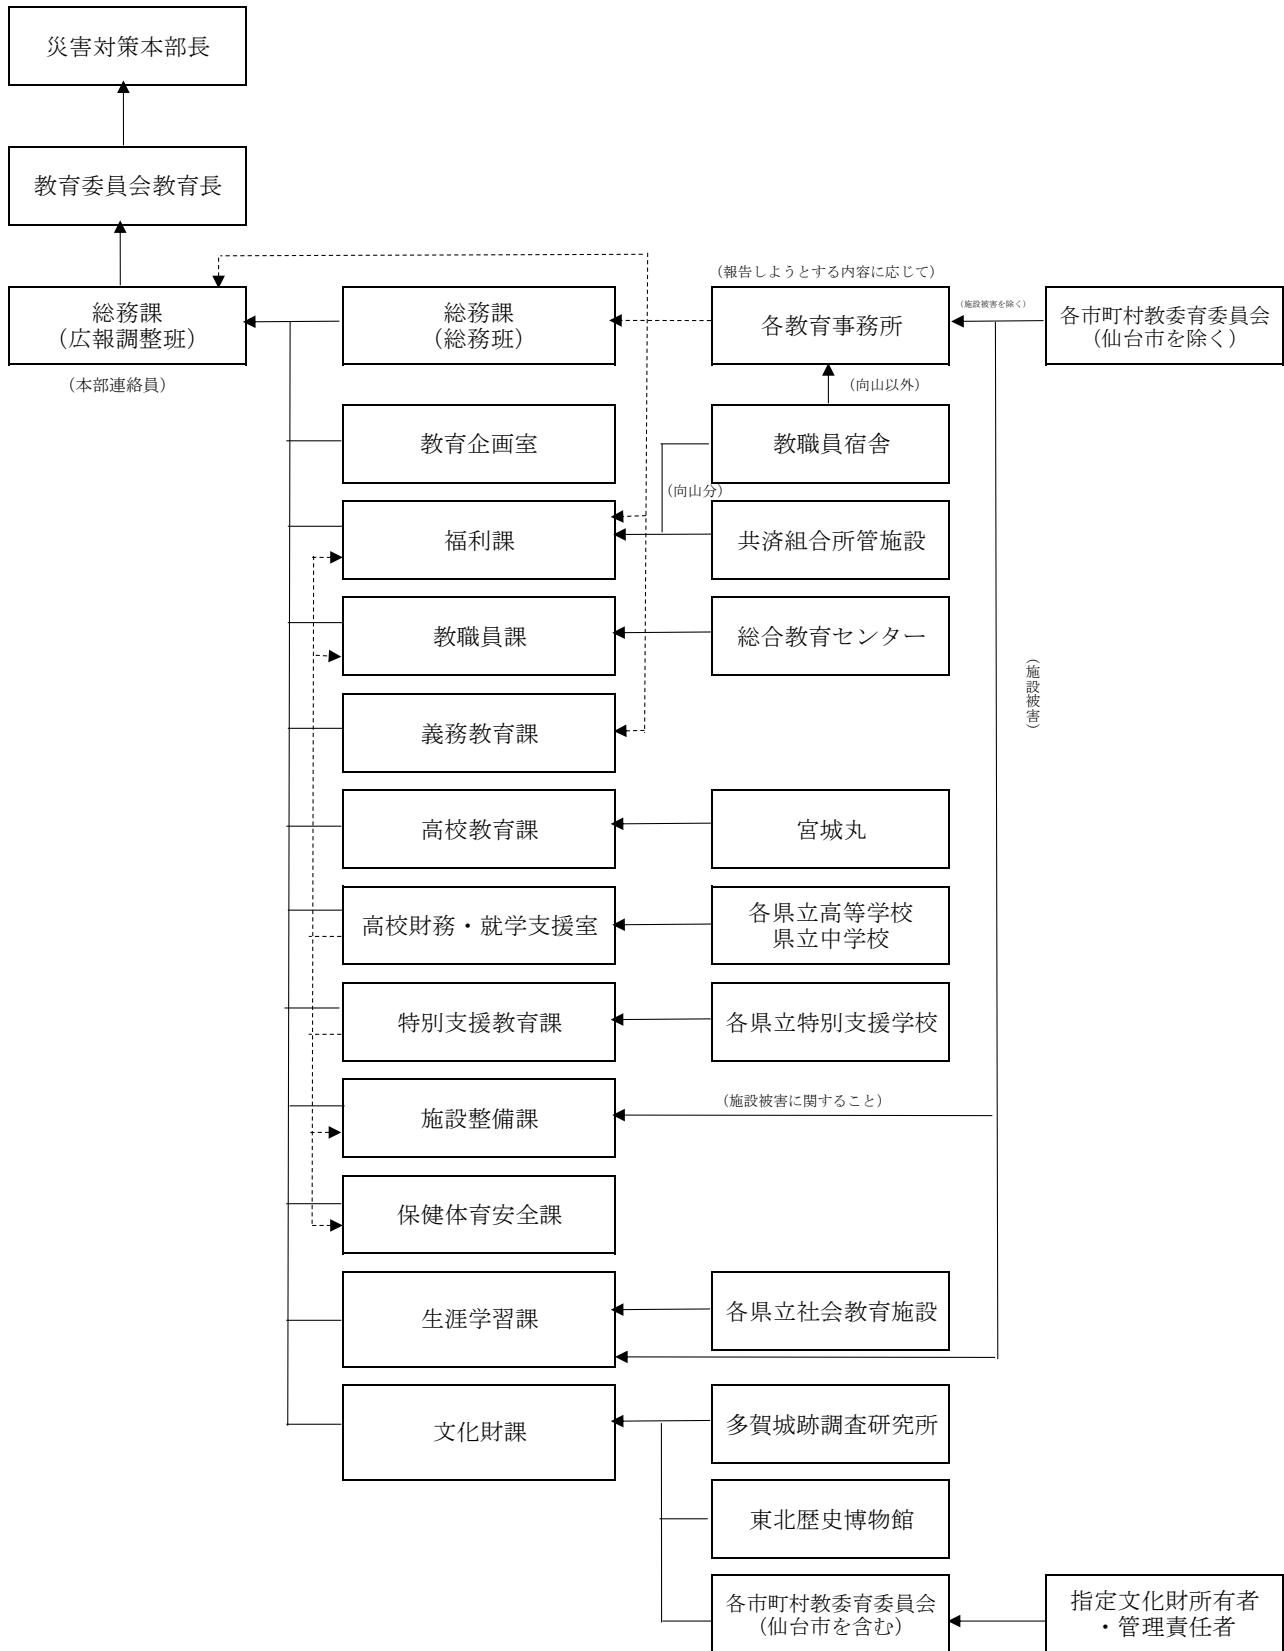 災害対策本部長
教育委員会教育長
(報告しようとする内容に応じて)
総務課
(広報調整班)
(本部連絡員)
総務課
(総務班)
各教育事務所
(施設被害を除く)
各市町村教委育委員会
(仙台市を除く)
(向山以外)
教育企画室
教職員宿舎
(向山分)
福利課
共済組合所管施設
教職員課
総合教育センター
(施設被害)
義務教育課
高校教育課
宮城丸
高校財務・就学支援室
各県立高等学校
県立中学校
特別支援教育課
各県立特別支援学校
施設整備課
(施設被害に関すること)
保健体育安全課
生涯学習課
各県立社会教育施設
文化財課
多賀城跡調査研究所
東北歴史博物館
各市町村教委育委員会
(仙台市を含む)
指定文化財所有者
・管理責任者